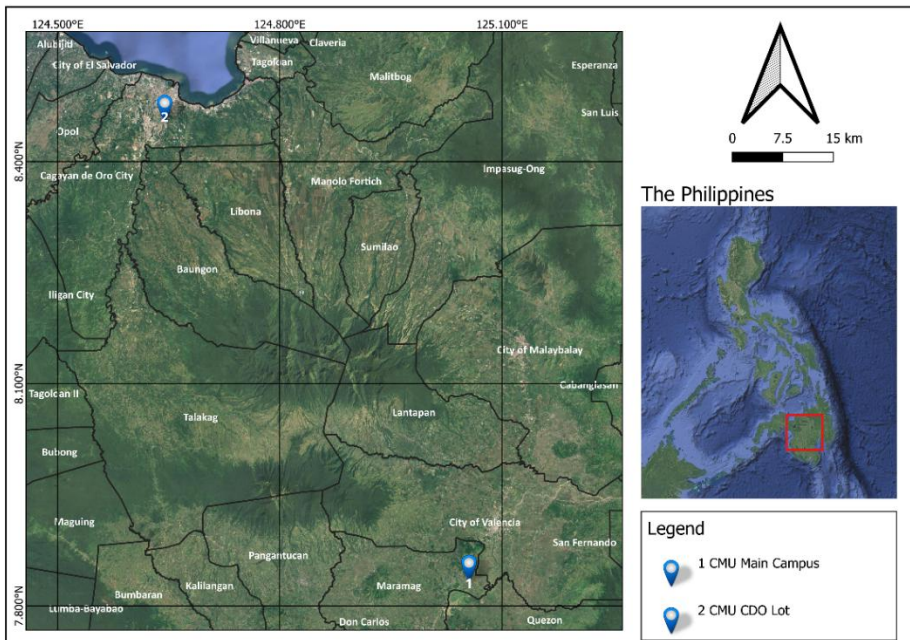 124.500°E
124.800°E
125.100°E
Alubijid
City of El Salvador
Villanueva
Tagoloan
Claveria
Malitbog
Esperanza
San Luis
2
Opol
8.400°N
Cagayan de Oro City
Manolo Fortich
Impasug-Ong
Libona
Sumilao
Baungon
Iligan City
City of Malaybalay
8.100°N
Tagoloan II
Cabanglasan
Talakag
Lantapan
Bubong
Maguing
City of Valencia
San Fernando
Pangantucan
Maramag
1
Bumbaran
Kalilangan
7.800°N
Lumba-Bayabao
Don Carlos
Quezon
0 7.5 15 km
The Philippines
Legend
1 CMU Main Campus
2 CMU CDO Lot